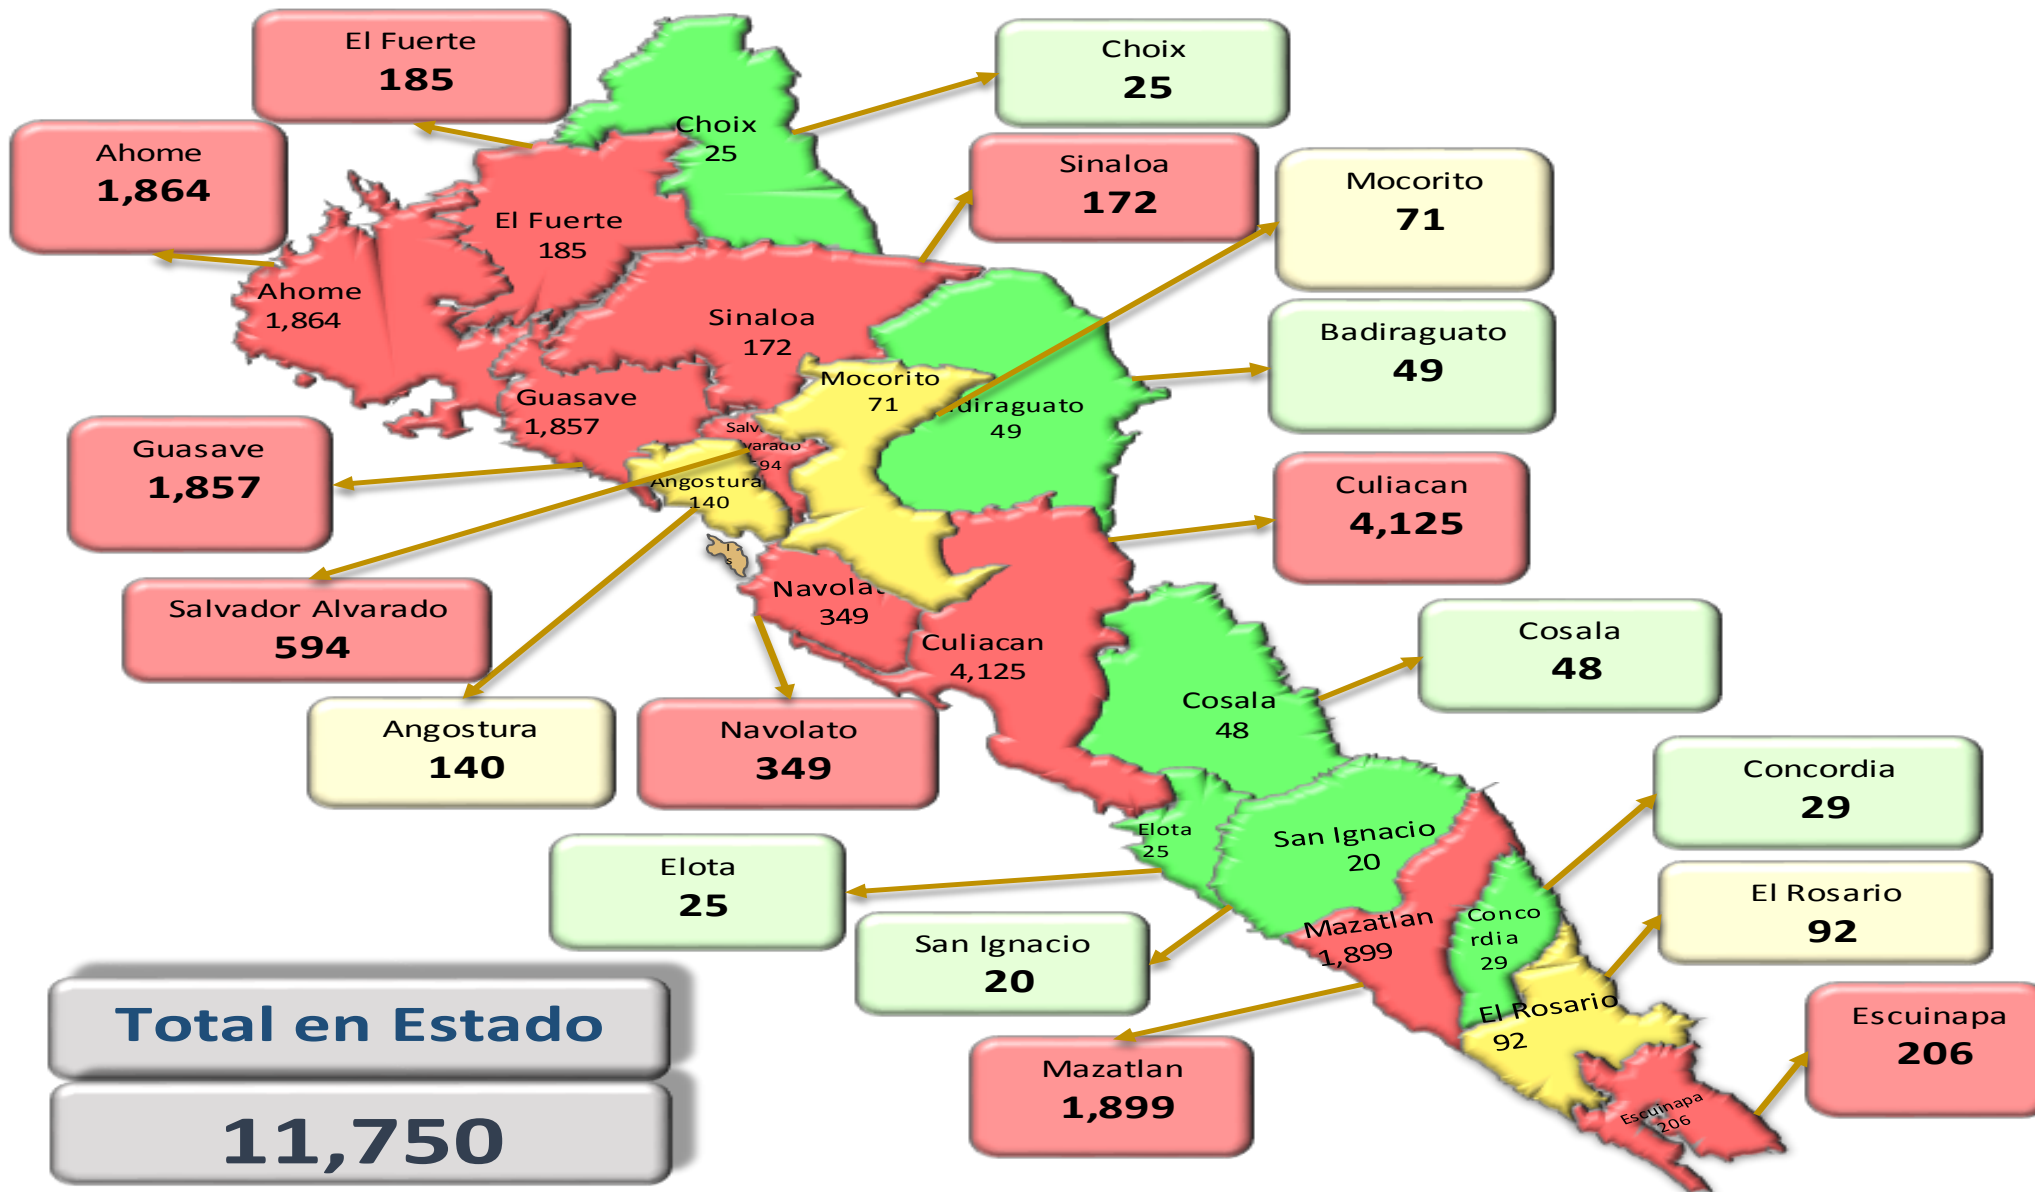 El Fuerte
185
Choix
25
Ahome
1,864
Sinaloa
172
Mocorito
71
Badiraguato
49
Guasave
1,857
Culiacan
4,125
Salvador Alvarado
594
Cosala
48
Angostura
140
Navolato
349
Concordia
29
Elota
25
El Rosario
92
San Ignacio
20
Escuinapa
206
Mazatlan
1,899
Choix
25
El Fuerte
185
Ahome
1,864
Sinaloa
172
Mocorito
71
diraguato
49
Guasave
1,857
Salv
varado
94
Angostura
140
Navolat
349
Culiacan
4,125
Cosala
48
Elota
25
San Ignacio
20
Mazatlan
1,899
Conco
rdia
29
El Rosario
92
Escuinapa
206
Total en Estado
11,750